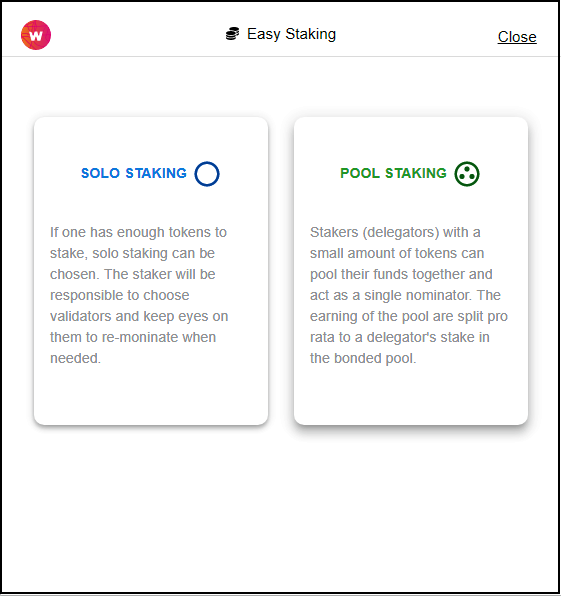 w
Easy Staking
Close
SOLO STAKING
If one has enough tokens to
stake, solo staking can be
chosen. The staker will be
responsible to choose
validators and keep eyes on
them to re-moninate when
needed.
POOL STAKING
Stakers (delegators) with a
small amount of tokens can
pool their funds together and
act as a single nominator. The
earning of the pool are split pro
rata to a delegator's stake in
the bonded pool.